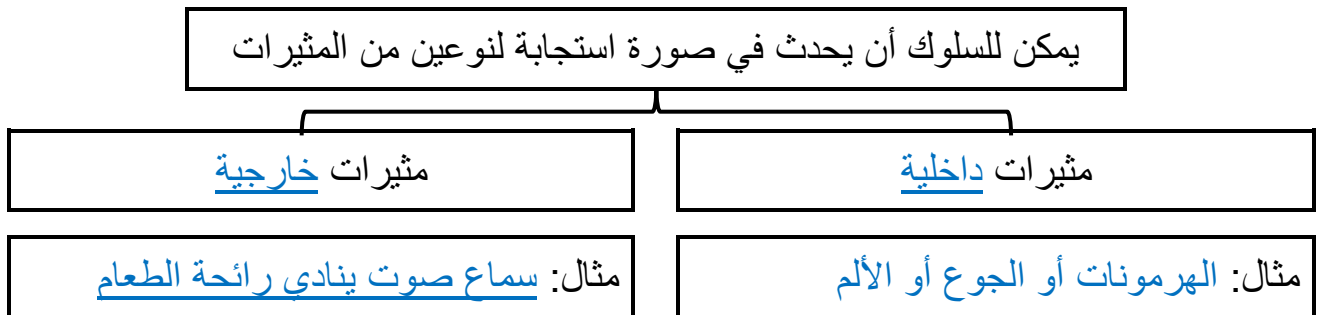 يمكن للسلوك أن يحدث في صورة استجابة لنوعين من المثيرات
مثيرات داخلية
مثيرات خارجية
مثال: الهرمونات أو الجوع أو الألم
مثال: سماع صوت ينادي رائحة الطعام